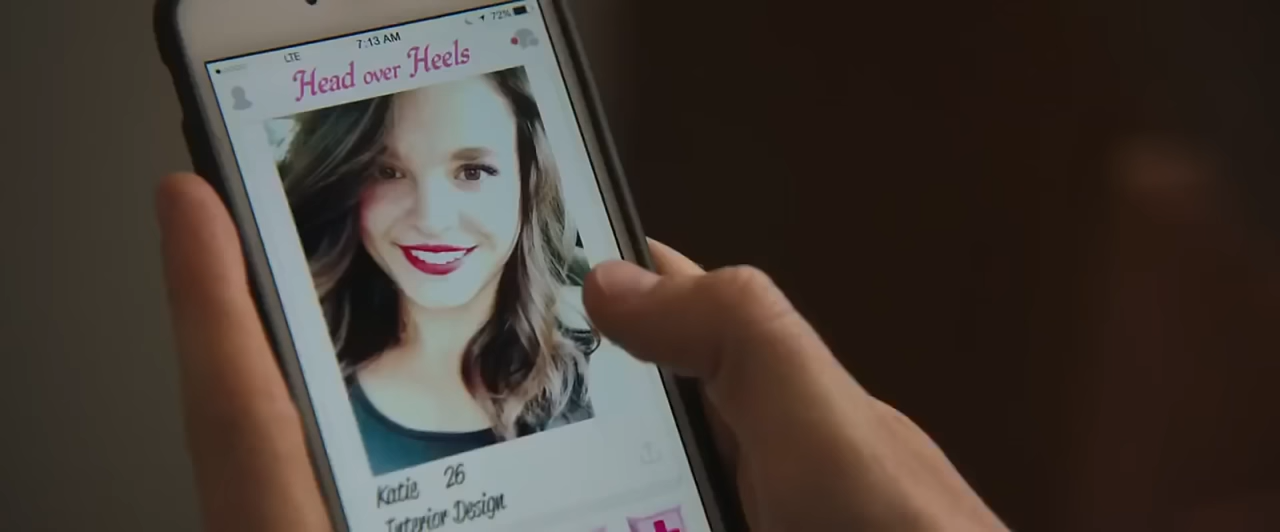 LTE 7:13 AM 72%
Head over Heels
Katie 26
Interior Design